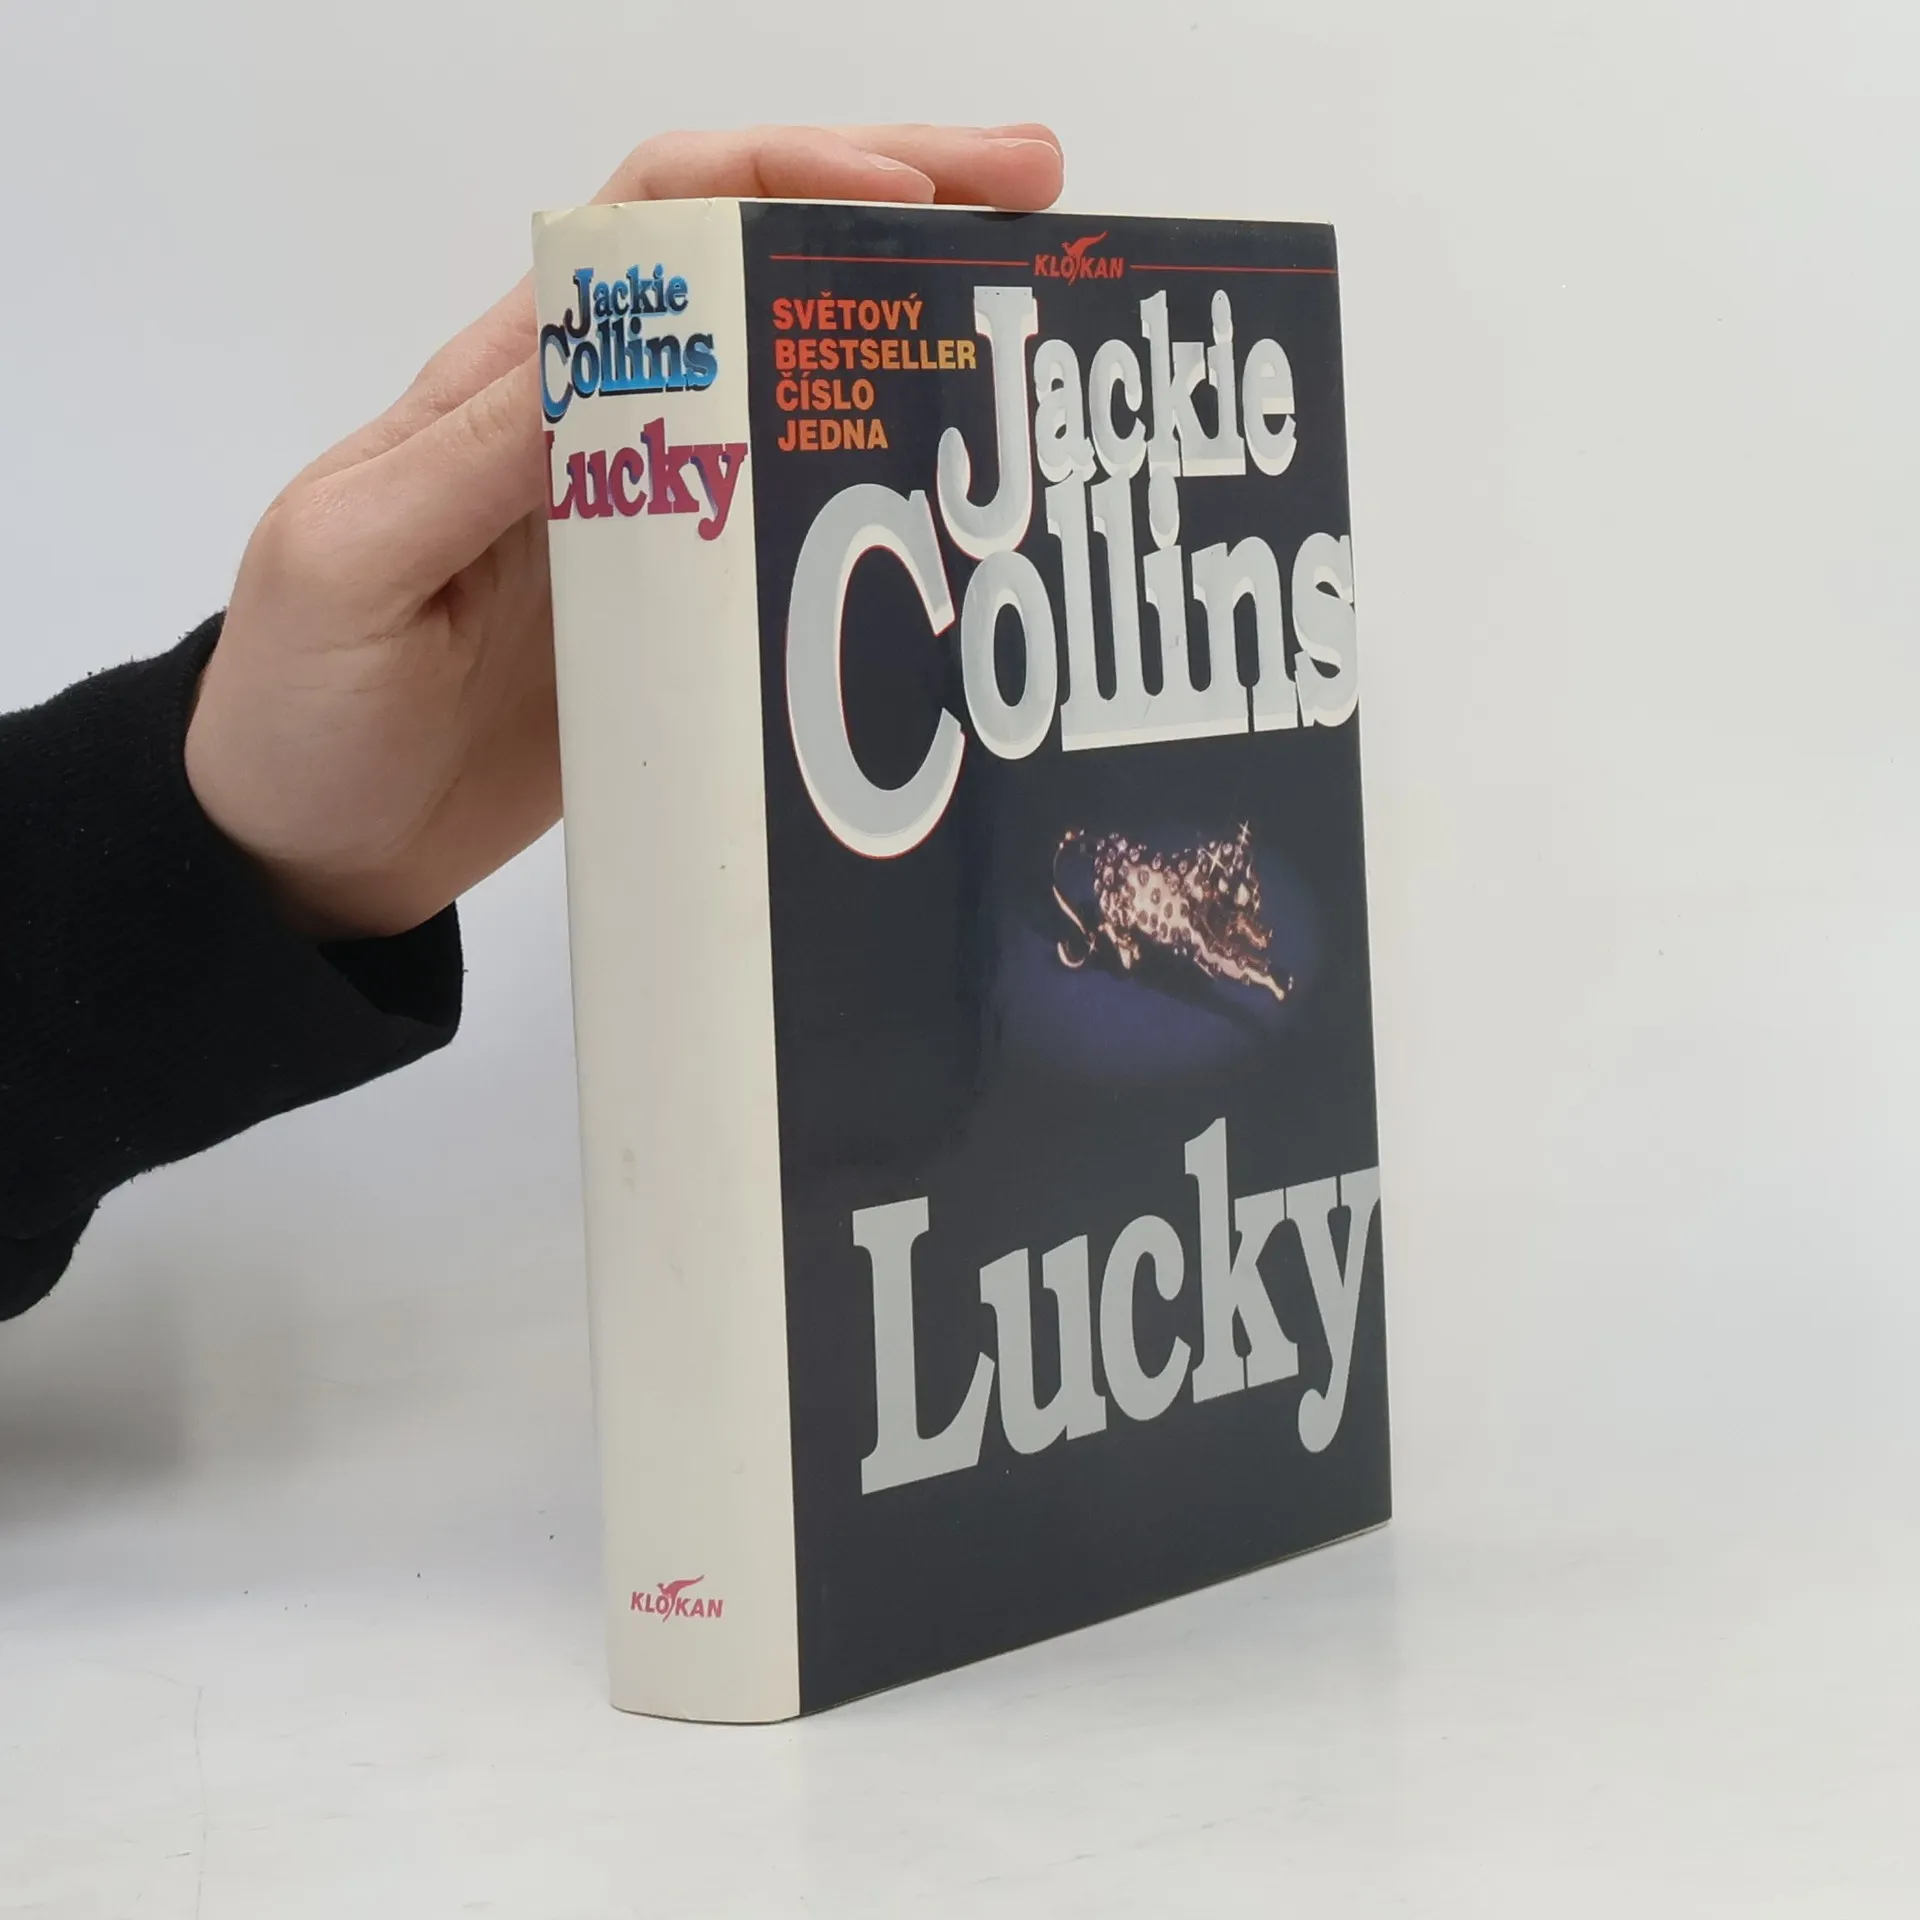 Jackie
Collins
Lucky
KLOKAN
KLOKAN
SVĚTOVÝ
BESTSELLER
ČÍSLO
JEDNA
Jackie
Collins
Lucky